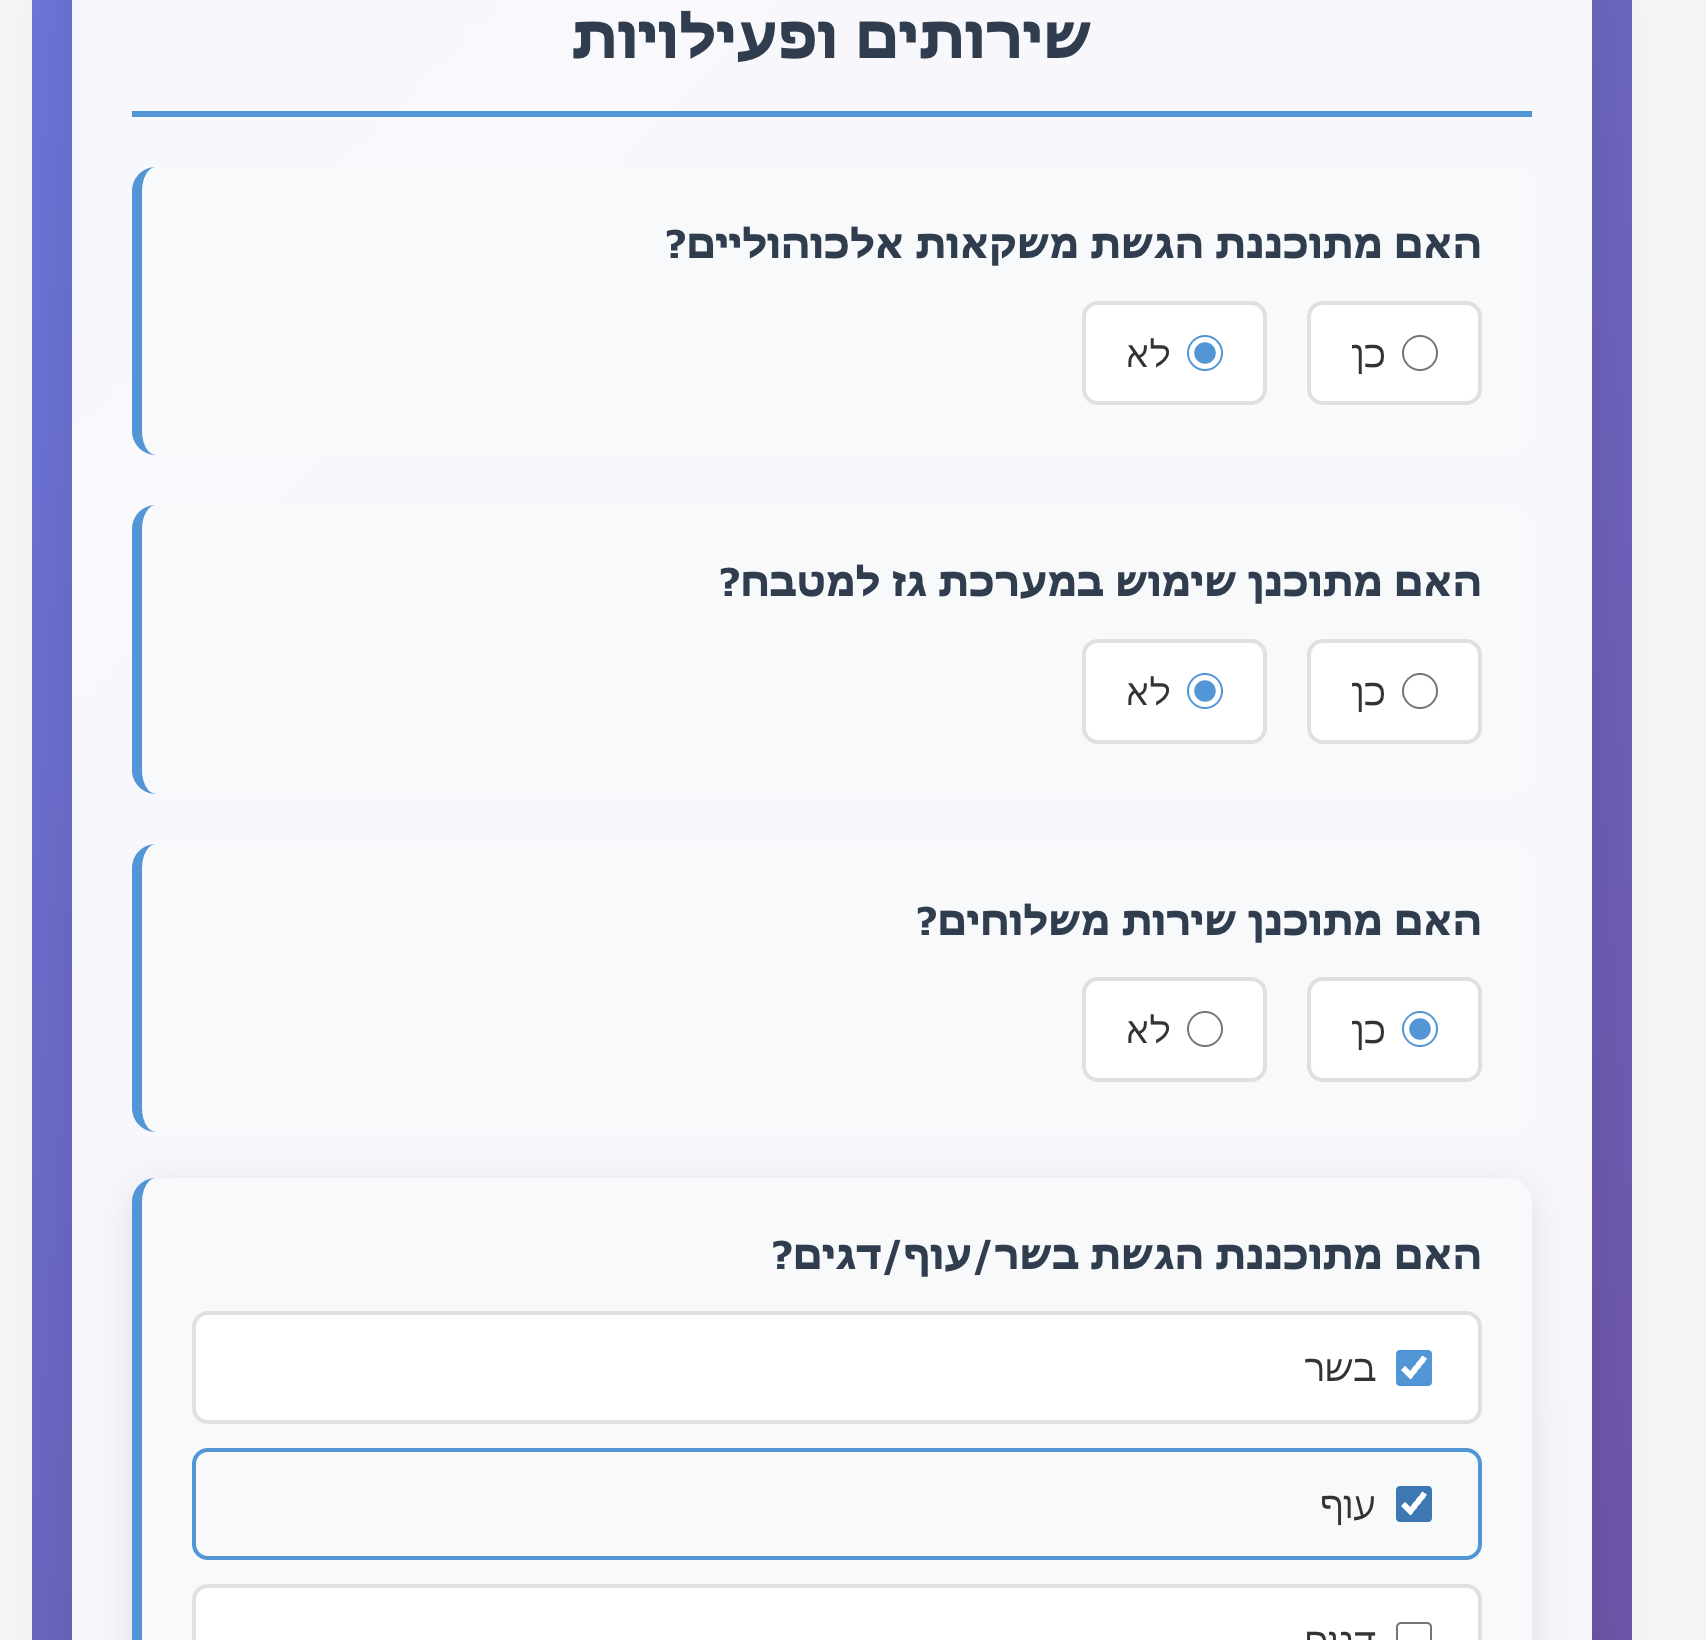 שירותים ופעילויות
האם מתוכננת הגשת משקאות אלכוהוליים?
כן
לא
האם מתוכנן שימוש במערכת גז למטבח?
כן
לא
האם מתוכנן שירות משלוחים?
כן
לא
האם מתוכננת הגשת בשר/עוף/דגים?
בשר
עוף
דגים